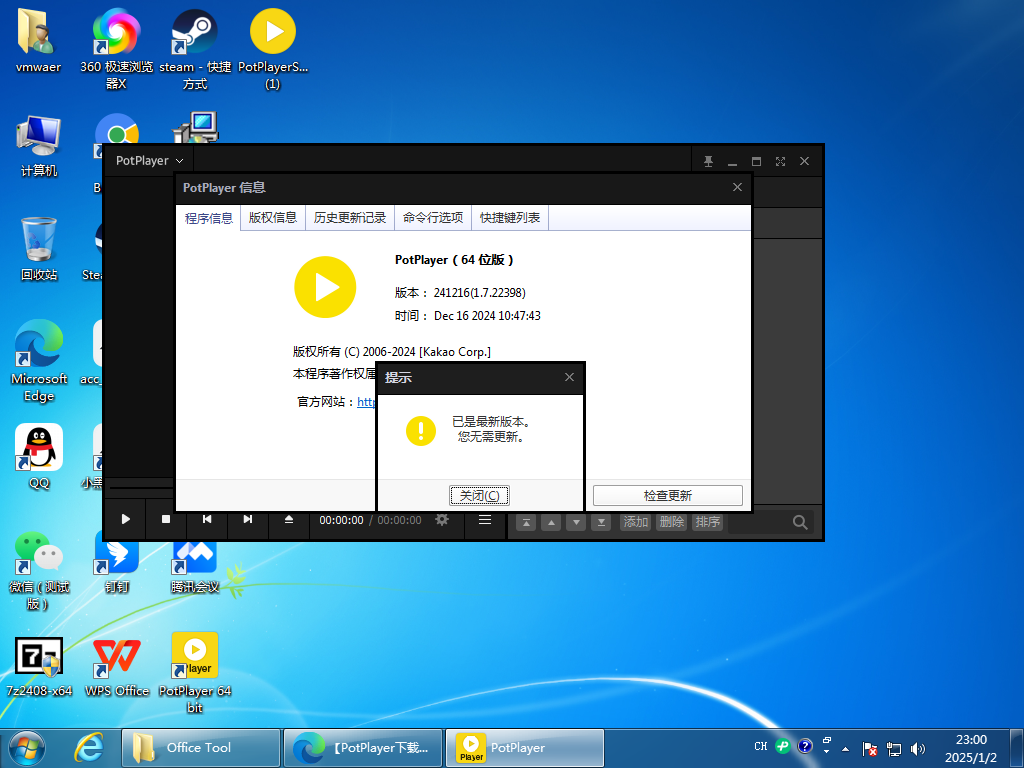 vmwaer
360 极速浏览
器X
steam - 快捷
方式
PotPlayerS...
(1)
计算机
B
回收站
Stea
Microsoft
Edge
acc_
QQ
小黑
微信（测试
版）
钉钉
腾讯会议
7z2408-x64
WPS Office
Player
PotPlayer 64
bit
PotPlayer
PotPlayer 信息
程序信息
版权信息
历史更新记录
命令行选项
快捷键列表
PotPlayer（64 位版）
版本： 241216(1.7.22398)
时间： Dec 16 2024 10:47:43
版权所有 (C) 2006-2024 [Kakao Corp.]
本程序著作权属
官方网站：http
提示
已是最新版本。
您无需更新。
关闭(C)
检查更新
00:00:00 / 00:00:00
添加
删除
排序
Office Tool
【PotPlayer下载...
Player
PotPlayer
CH
23:00
2025/1/2